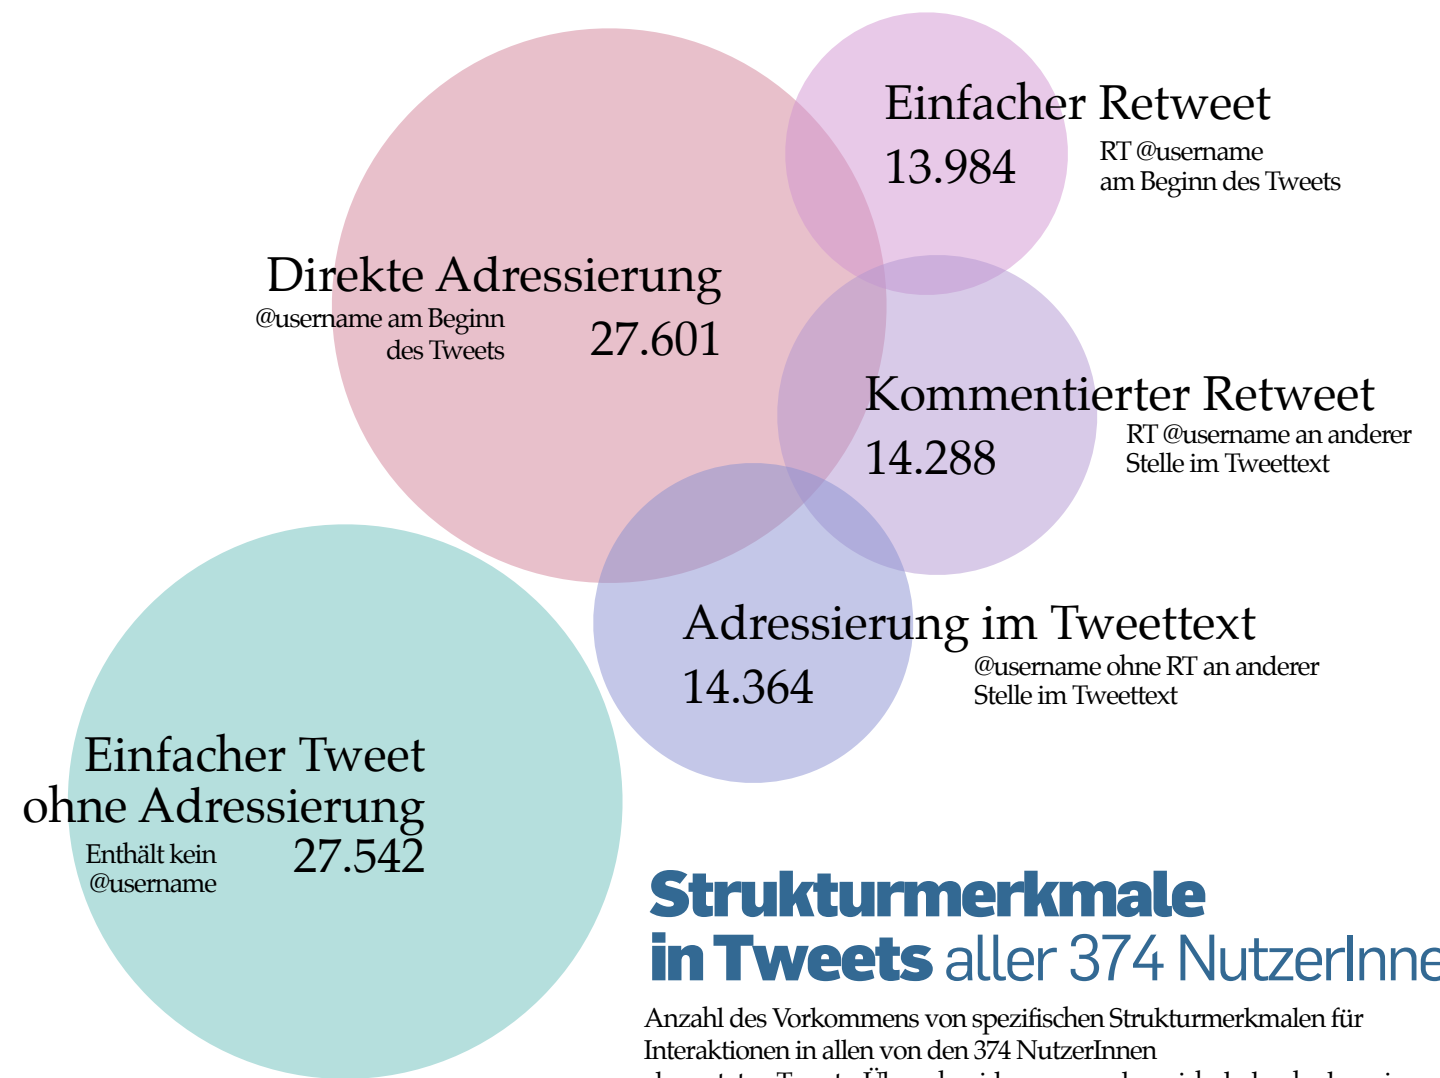 Einfacher Retweet
13.984
RT @username
am Beginn des Tweets
Direkte Adressierung
@username am Beginn
des Tweets
27.601
Kommentierter Retweet
14.288
RT @username an anderer
Stelle im Tweettext
Adressierung im Tweettext
14.364
@username ohne RT an anderer
Stelle im Tweettext
Einfacher Tweet
ohne Adressierung
Enthält kein
@username
27.542
Strukturmerkmale
in Tweets aller 374 NutzerInne
Anzahl des Vorkommens von spezifischen Strukturmerkmalen für
Interaktionen in allen von den 374 NutzerInnen